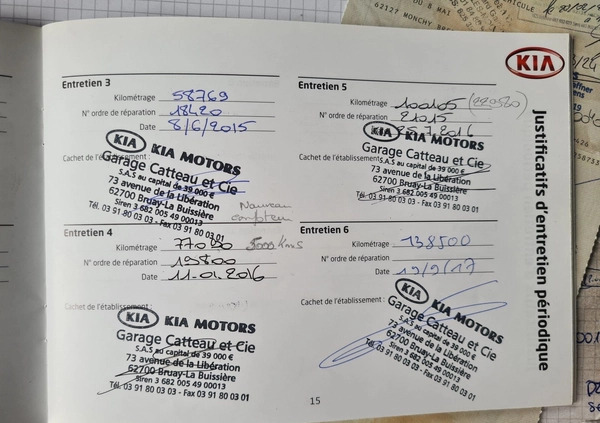 Entretien 3
Kilométrage 58769
N° ordre de réparation 18420
Date 8/6/2015
Cachet de l'établissement :
KIA KIA MOTORS
Garage Catteau et Cie
S.A.S au capital de 39 000 €
73 avenue de la Libération
62700 Bruay-La Buissière
Siren 3 682 005 49 00013
Tél. 03 91 80 03 03 - Fax 03 91 80 03 01
Nouveau
compteur
Entretien 4
Kilométrage 77000 5000 Kms
N° ordre de réparation 19800
Date 11-01-2016
Cachet de l'établissement :
KIA KIA MOTORS
Garage Catteau et Cie
S.A.S au capital de 39 000 €
73 avenue de la Libération
62700 Bruay-La Buissière
Siren 3 682 005 49 00013
Tél. 03 91 80 03 03 - Fax 03 91 80 03 01
Entretien 5
Kilométrage 100105
N° ordre de réparation 21015
Date 25.7.2016
Cachet de l'établissement
KIA KIA MOTORS
Garage Catteau et Cie
S.A.S au capital de 39 000 €
73 avenue de la Libération
62700 Bruay-La Buissière
Siren 3 682 005 49 00013
Tél. 03 91 80 03 03 - Fax 03 91 80 03 01
Entretien 6
Kilométrage 138500
N° ordre de réparation
Date 12/9/17
Cachet de l'établissement :
KIA KIA MOTORS
Garage Catteau et Cie
S.A.S au capital de 39 000 €
73 avenue de la Libération
62700 Bruay-La Buissière
Siren 3 682 005 49 00013
Tél. 03 91 80 03 03 - Fax 03 91 80 03 01
15
KIA
Justificatifs d'entretien périodique
DU 8 MAI
62127 MONCHY